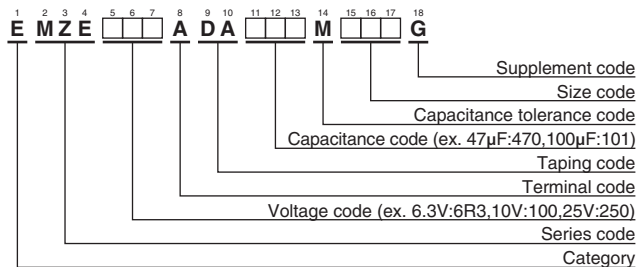 1 2 3 4 5 6 7 8 9 10 11 12 13 14 15 16 17 18
E MZE A DA M G
Supplement code
Size code
Capacitance tolerance code
Capacitance code (ex. 47μF:470,100μF:101)
Taping code
Terminal code
Voltage code (ex. 6.3V:6R3,10V:100,25V:250)
Series code
Category